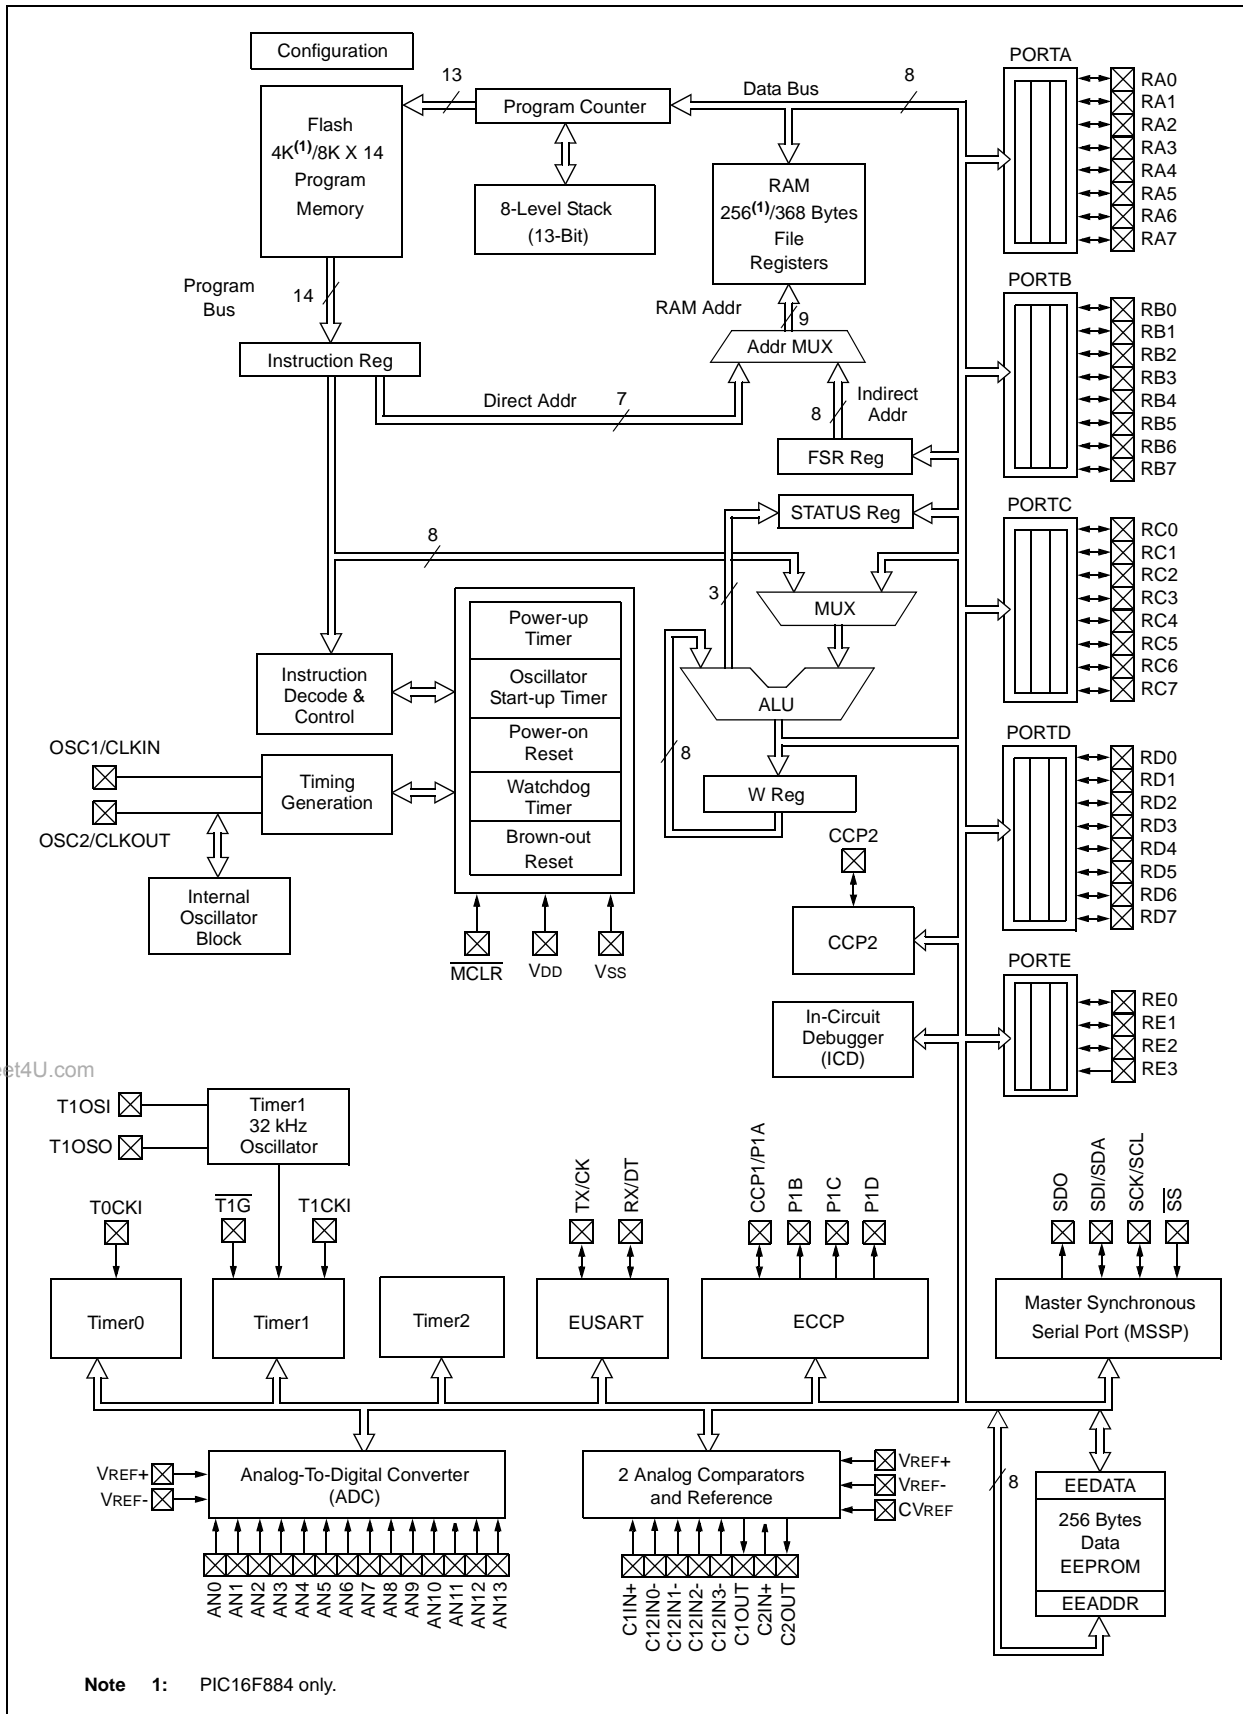 Configuration
Flash
4K(1)/8K X 14
Program
Memory
13
Program Counter
8-Level Stack
(13-Bit)
Data Bus
8
RAM
256(1)/368 Bytes
File
Registers
Program
Bus
14
Instruction Reg
RAM Addr
9
Addr MUX
Direct Addr
7
8
Indirect
Addr
FSR Reg
STATUS Reg
8
3
MUX
ALU
8
W Reg
Power-up
Timer
Oscillator
Start-up Timer
Power-on
Reset
Watchdog
Timer
Brown-out
Reset
Instruction
Decode &
Control
OSC1/CLKIN
OSC2/CLKOUT
Timing
Generation
Internal
Oscillator
Block
MCLR
VDD
VSS
CCP2
CCP2
In-Circuit
Debugger
(ICD)
PORTA
RA0
RA1
RA2
RA3
RA4
RA5
RA6
RA7
PORTB
RB0
RB1
RB2
RB3
RB4
RB5
RB6
RB7
PORTC
RC0
RC1
RC2
RC3
RC4
RC5
RC6
RC7
PORTD
RD0
RD1
RD2
RD3
RD4
RD5
RD6
RD7
PORTE
RE0
RE1
RE2
RE3
et4U.com
T1OSI
T1OSO
Timer1
32 kHz
Oscillator
T0CKI
T1G
T1CKI
TX/CK
RX/DT
CCP1/P1A
P1B
P1C
P1D
SDO
SDI/SDA
SCK/SCL
SS
Timer0
Timer1
Timer2
EUSART
ECCP
Master Synchronous
Serial Port (MSSP)
VREF+
VREF-
Analog-To-Digital Converter
(ADC)
AN0
AN1
AN2
AN3
AN4
AN5
AN6
AN7
AN8
AN9
AN10
AN11
AN12
AN13
2 Analog Comparators
and Reference
VREF+
VREF-
CVREF
C1IN+
C12IN0-
C12IN1-
C12IN2-
C12IN3-
C1OUT
C2IN+
C2OUT
8
EEDATA
256 Bytes
Data
EEPROM
EEADDR
Note 1: PIC16F884 only.